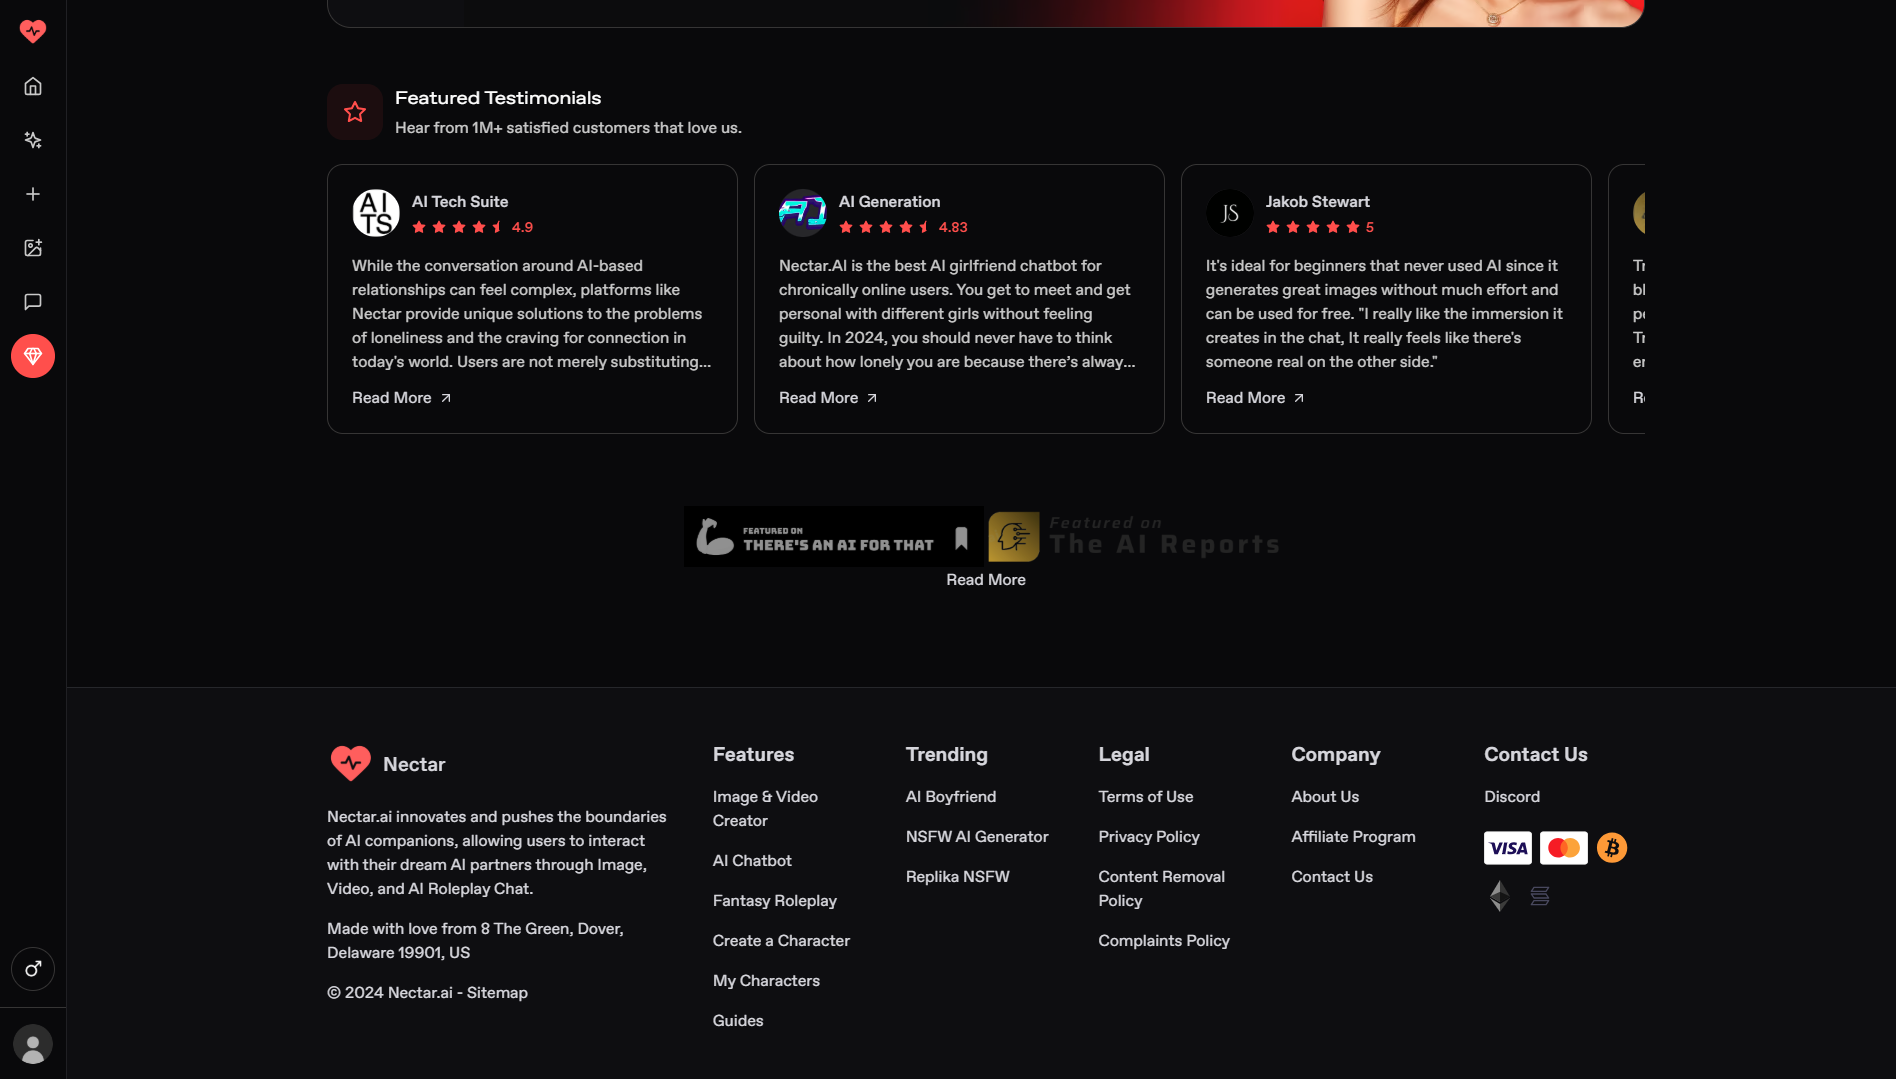 Featured Testimonials
Hear from 1M+ satisfied customers that love us.
AI
TS
AI Tech Suite
4.9
While the conversation around AI-based
relationships can feel complex, platforms like
Nectar provide unique solutions to the problems
of loneliness and the craving for connection in
today's world. Users are not merely substituting...
Read More
AI Generation
4.83
Nectar.AI is the best AI girlfriend chatbot for
chronically online users. You get to meet and get
personal with different girls without feeling
guilty. In 2024, you should never have to think
about how lonely you are because there’s alway...
Read More
JS
Jakob Stewart
5
It's ideal for beginners that never used AI since it
generates great images without much effort and
can be used for free. "I really like the immersion it
creates in the chat, It really feels like there's
someone real on the other side."
Read More
FEATURED ON
THERE'S AN AI FOR THAT
Featured on
The AI Reports
Read More
Nectar
Nectar.ai innovates and pushes the boundaries
of AI companions, allowing users to interact
with their dream AI partners through Image,
Video, and AI Roleplay Chat.
Made with love from 8 The Green, Dover,
Delaware 19901, US
© 2024 Nectar.ai - Sitemap
Features
Image & Video
Creator
AI Chatbot
Fantasy Roleplay
Create a Character
My Characters
Guides
Trending
AI Boyfriend
NSFW AI Generator
Replika NSFW
Legal
Terms of Use
Privacy Policy
Content Removal
Policy
Complaints Policy
Company
About Us
Affiliate Program
Contact Us
Contact Us
Discord
VISA